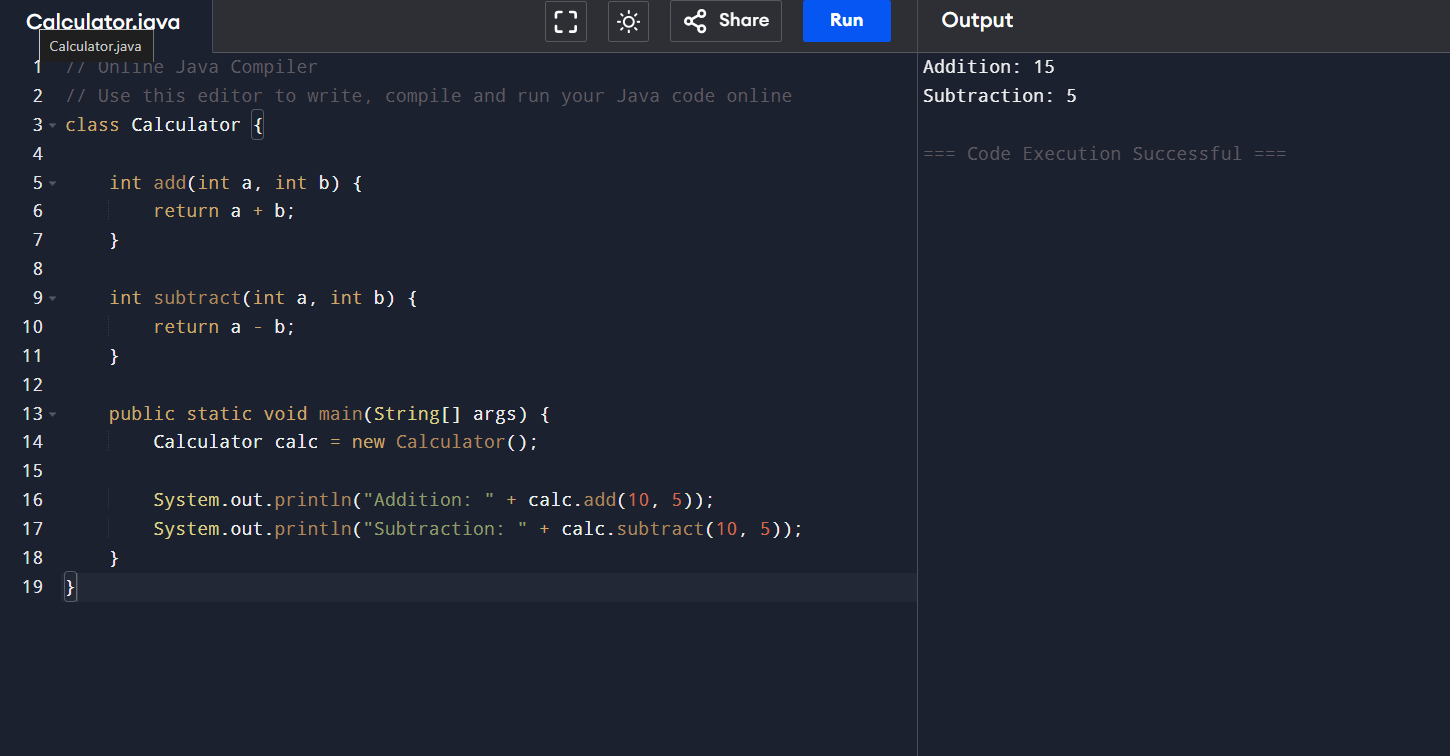 Calculator.java
Share
Run
Output
Calculator.java
1 // Online Java Compiler
2 // Use this editor to write, compile and run your Java code online
3 class Calculator {
4
5     int add(int a, int b) {
6         return a + b;
7     }
8
9     int subtract(int a, int b) {
10         return a - b;
11     }
12
13     public static void main(String[] args) {
14         Calculator calc = new Calculator();
15
16         System.out.println("Addition: " + calc.add(10, 5));
17         System.out.println("Subtraction: " + calc.subtract(10, 5));
18     }
19 }
Addition: 15
Subtraction: 5
=== Code Execution Successful ===